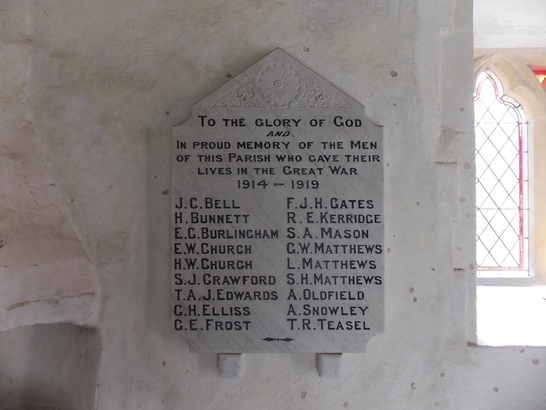 To the glory of God
and
in proud memory of the Men
of this Parish who gave their
lives in the Great War
1914 – 1919
J.C. Bell
H. Bunnett
E.G. Burlingham
E.W. Church
H.W. Church
S.J. Crawford
T.A.J. Edwards
C.H. Elliss
G.E. Frost
F.J.H. Gates
R.E. Kerridge
S.A. Mason
G.W. Matthews
L. Matthews
S.H. Matthews
A. Oldfield
A. Snowley
T.R. Teasel